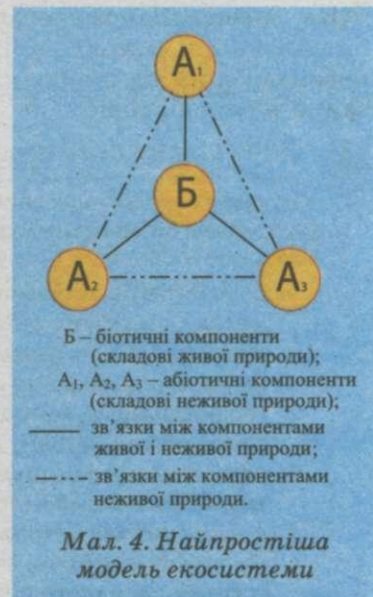 А₁
Б
А₂ А₃
Б – біотичні компоненти
(складові живої природи);
А₁, А₂, А₃ – абіотичні компоненти
(складові неживої природи);
зв'язки між компонентами
живої і неживої природи;
зв'язки між компонентами
неживої природи.
Мал. 4. Найпростіша
модель екосистеми